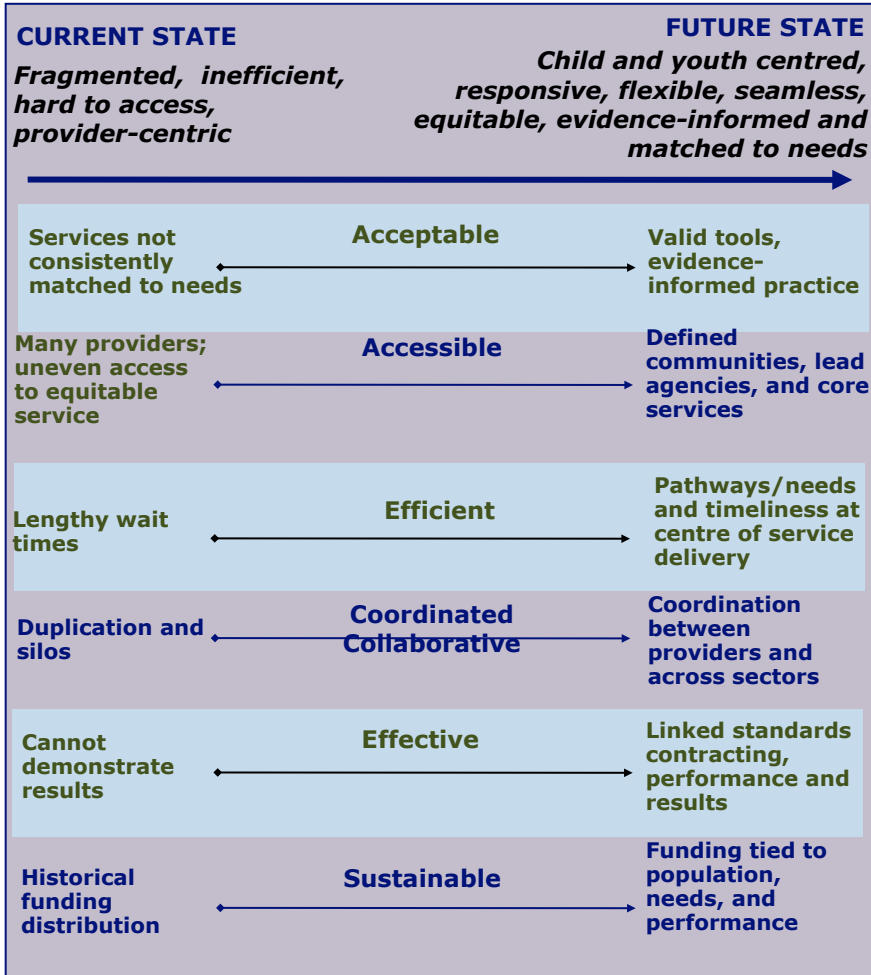 CURRENT STATE
Fragmented, inefficient,
hard to access,
provider-centric
FUTURE STATE
Child and youth centred,
responsive, flexible, seamless,
equitable, evidence-informed and
matched to needs
Services not
consistently
matched to needs
Acceptable
Valid tools,
evidence-
informed practice
Many providers;
uneven access
to equitable
service
Accessible
Defined
communities, lead
agencies, and core
services
Lengthy wait
times
Efficient
Pathways/needs
and timeliness at
centre of service
delivery
Duplication and
silos
Coordinated
Collaborative
Coordination
between
providers and
across sectors
Cannot
demonstrate
results
Effective
Linked standards
contracting,
performance and
results
Historical
funding
distribution
Sustainable
Funding tied to
population,
needs, and
performance